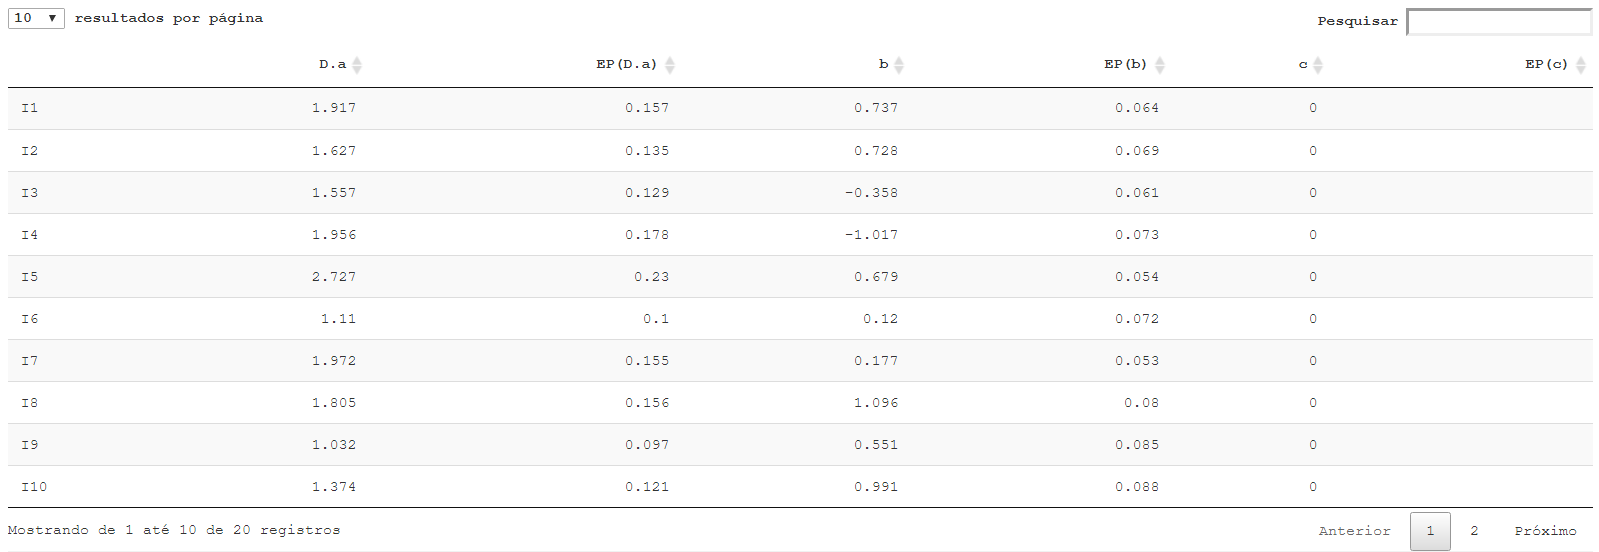 10 resultados por página Pesquisar
D.a EP(D.a) b EP(b) c EP(c)
I1 1.917 0.157 0.737 0.064 0
I2 1.627 0.135 0.728 0.069 0
I3 1.557 0.129 -0.358 0.061 0
I4 1.956 0.178 -1.017 0.073 0
I5 2.727 0.23 0.679 0.054 0
I6 1.11 0.1 0.12 0.072 0
I7 1.972 0.155 0.177 0.053 0
I8 1.805 0.156 1.096 0.08 0
I9 1.032 0.097 0.551 0.085 0
I10 1.374 0.121 0.991 0.088 0
Mostrando de 1 até 10 de 20 registros Anterior 1 2 Próximo